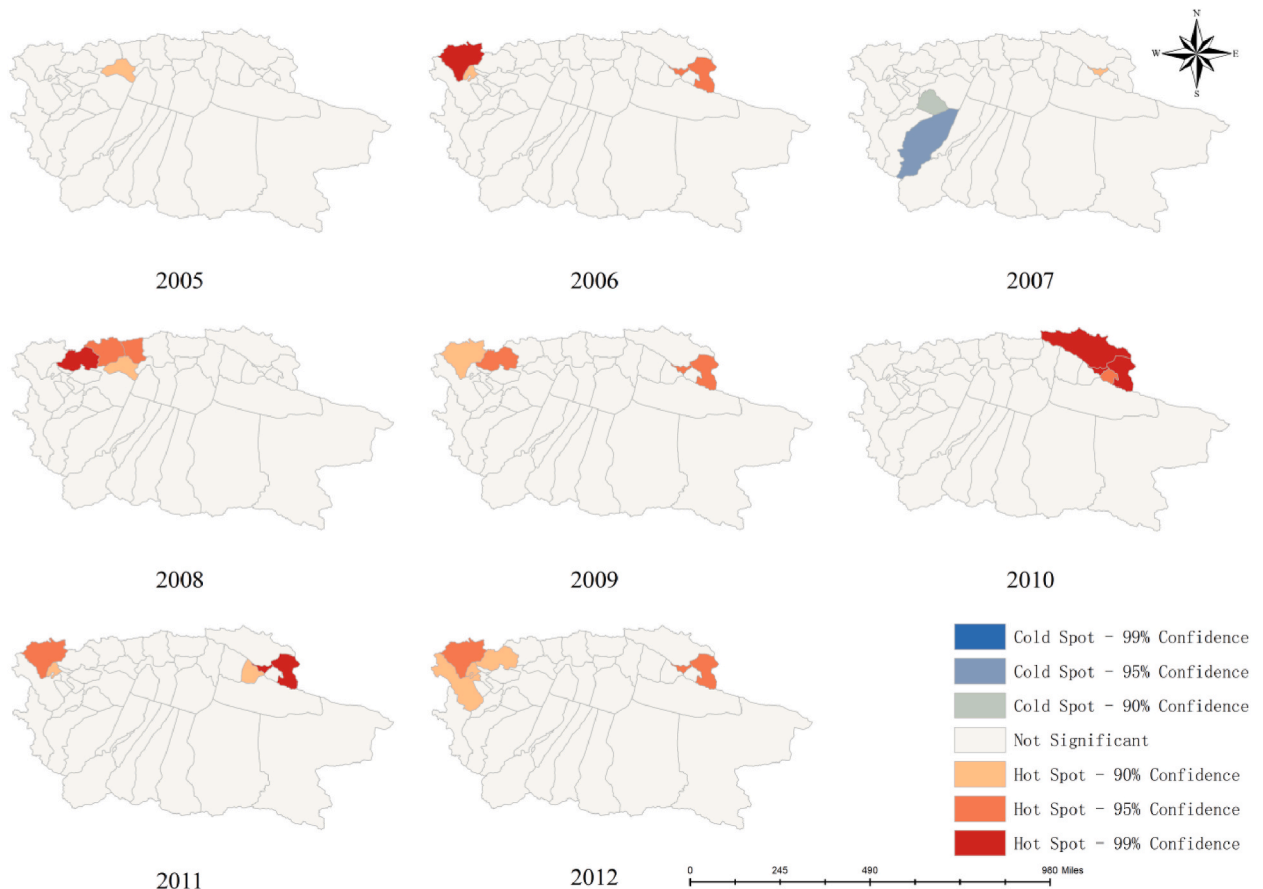 N
W E
S
2005
2006
2007
2008
2009
2010
Cold Spot - 99% Confidence
Cold Spot - 95% Confidence
Cold Spot - 90% Confidence
Not Significant
Hot Spot - 90% Confidence
Hot Spot - 95% Confidence
Hot Spot - 99% Confidence
2011
2012
0 245 490 980 Miles